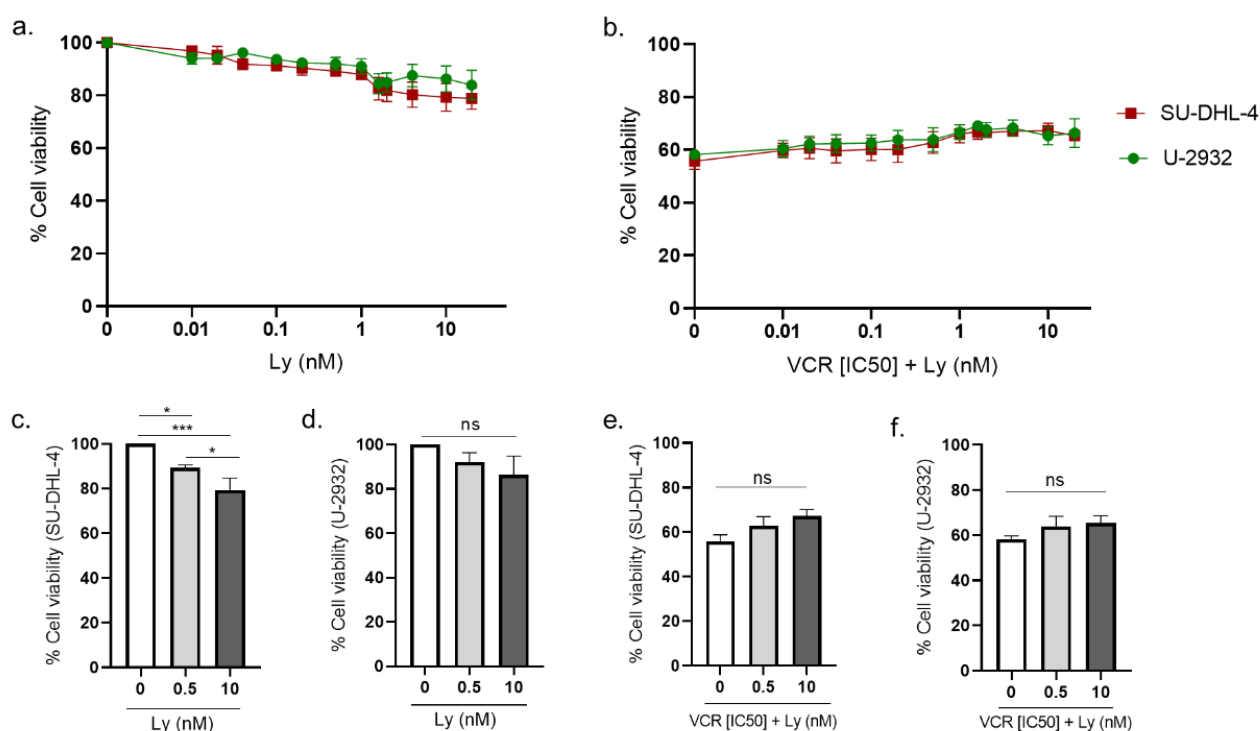 a.
% Cell viability
100
80
60
40
20
0
0 0.01 0.1 1 10
Ly (nM)
b.
% Cell viability
100
80
60
40
20
0
0 0.01 0.1 1 10
VCR [IC50] + Ly (nM)
SU-DHL-4
U-2932
c.
% Cell viability (SU-DHL-4)
*
***
*
100
80
60
40
20
0
0 0.5 10
Ly (nM)
d.
% Cell viability (U-2932)
ns
100
80
60
40
20
0
0 0.5 10
Ly (nM)
e.
% Cell viability (SU-DHL-4)
ns
100
80
60
40
20
0
0 0.5 10
VCR [IC50] + Ly (nM)
f.
% Cell viability (U-2932)
ns
100
80
60
40
20
0
0 0.5 10
VCR [IC50] + Ly (nM)